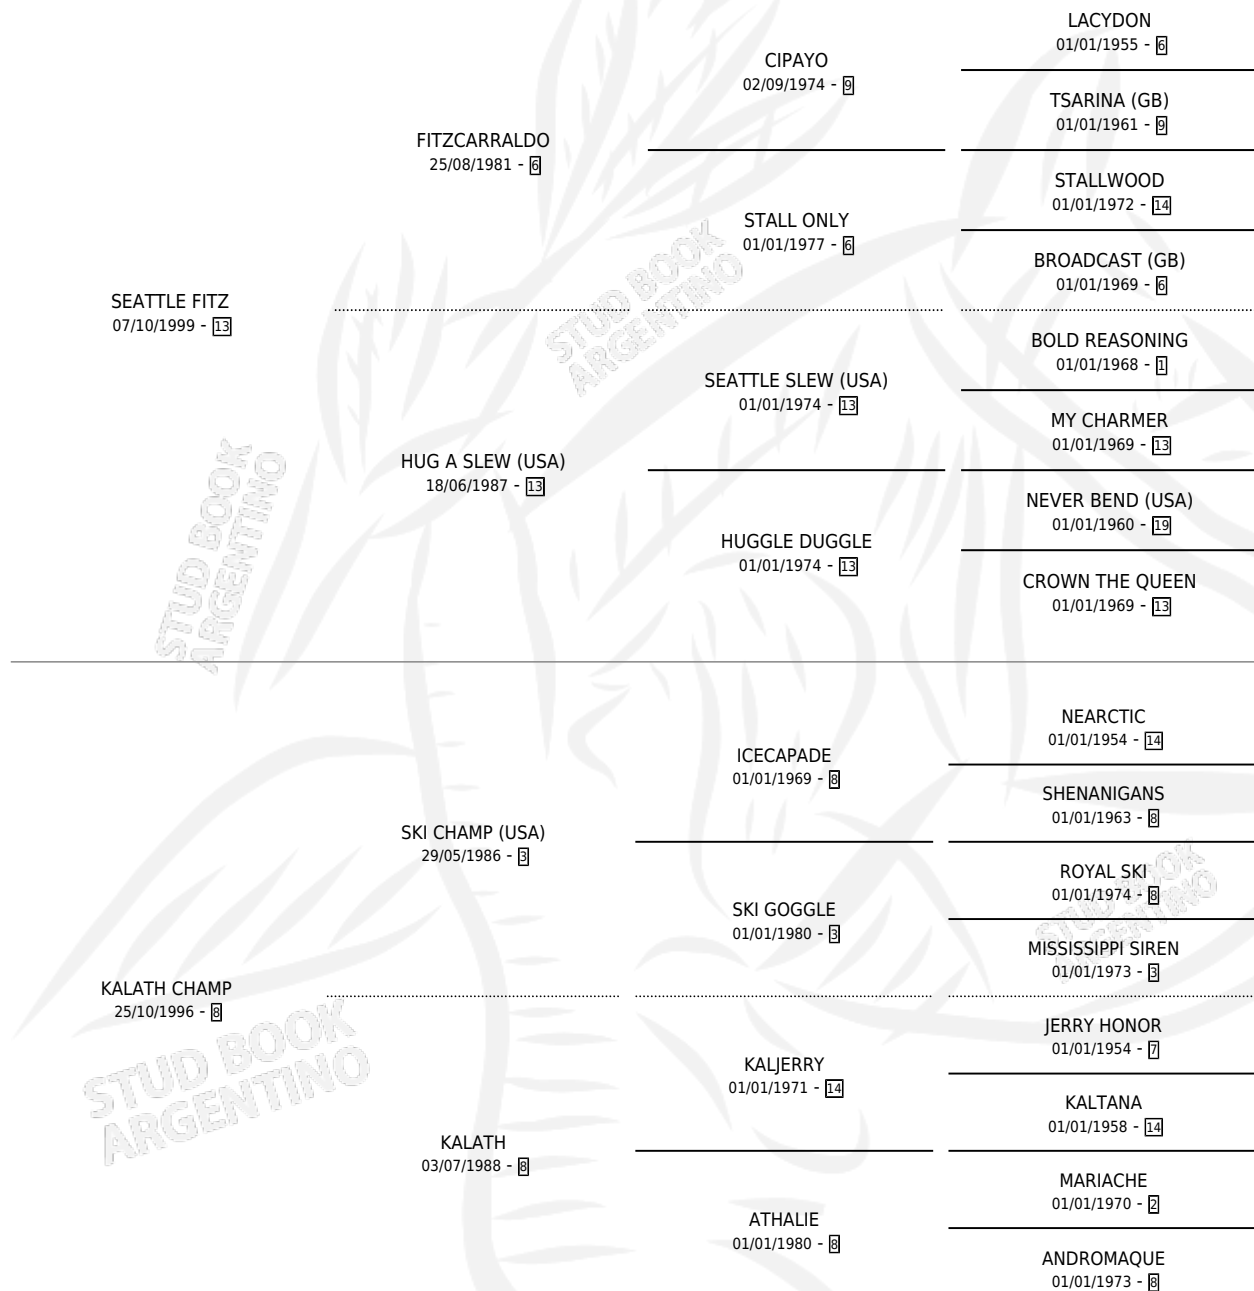 LACYDON
01/01/1955 - 6
CIPAYO
02/09/1974 - 9
TSARINA (GB)
01/01/1961 - 9
FITZCARRALDO
25/08/1981 - 6
STALLWOOD
01/01/1972 - 14
STALL ONLY
01/01/1977 - 6
BROADCAST (GB)
01/01/1969 - 6
SEATTLE FITZ
07/10/1999 - 13
BOLD REASONING
01/01/1968 - 1
SEATTLE SLEW (USA)
01/01/1974 - 13
MY CHARMER
01/01/1969 - 13
HUG A SLEW (USA)
18/06/1987 - 13
NEVER BEND (USA)
01/01/1960 - 19
HUGGLE DUGGLE
01/01/1974 - 13
CROWN THE QUEEN
01/01/1969 - 13
NEARCTIC
01/01/1954 - 14
ICECAPADE
01/01/1969 - 8
SHENANIGANS
01/01/1963 - 8
SKI CHAMP (USA)
29/05/1986 - 3
ROYAL SKI
01/01/1974 - 8
SKI GOGGLE
01/01/1980 - 3
MISSISSIPPI SIREN
01/01/1973 - 3
KALATH CHAMP
25/10/1996 - 8
JERRY HONOR
01/01/1954 - 7
KALJERRY
01/01/1971 - 14
KALTANA
01/01/1958 - 14
KALATH
03/07/1988 - 8
MARIACHE
01/01/1970 - 2
ATHALIE
01/01/1980 - 8
ANDROMAQUE
01/01/1973 - 8
STUD BOOK
ARGENTINO
STUD BOOK
ARGENTINO
STUD BOOK
ARGENTINO
STUD BOOK
ARGENTINO